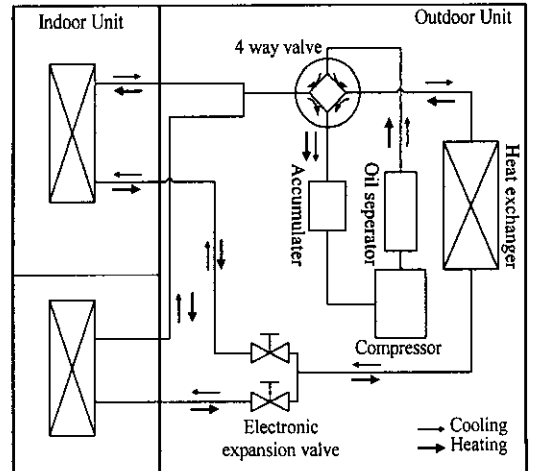 Indoor Unit
Outdoor Unit
4 way valve
Accumulater
Oil seperator
Heat exchanger
Compressor
Electronic
expansion valve
Cooling
Heating